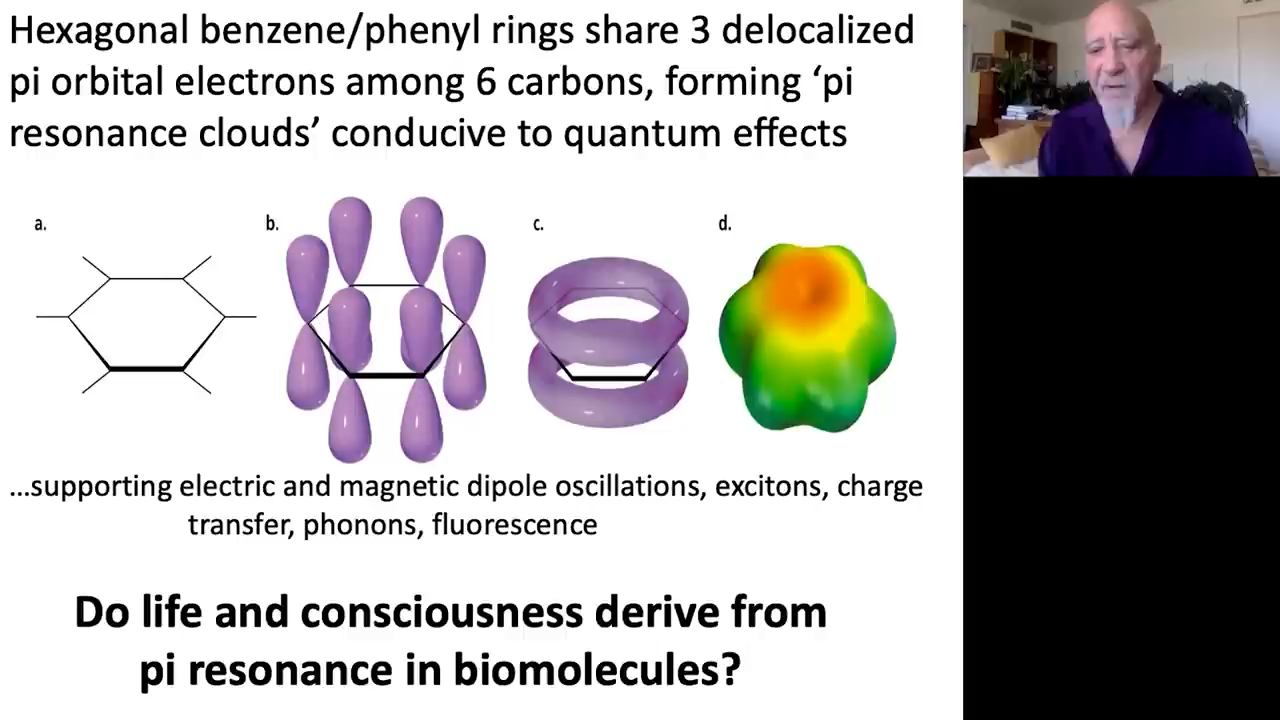 Hexagonal benzene/phenyl rings share 3 delocalized
pi orbital electrons among 6 carbons, forming ‘pi
resonance clouds’ conducive to quantum effects
a.
b.
c.
d.
...supporting electric and magnetic dipole oscillations, excitons, charge
transfer, phonons, fluorescence
Do life and consciousness derive from
pi resonance in biomolecules?